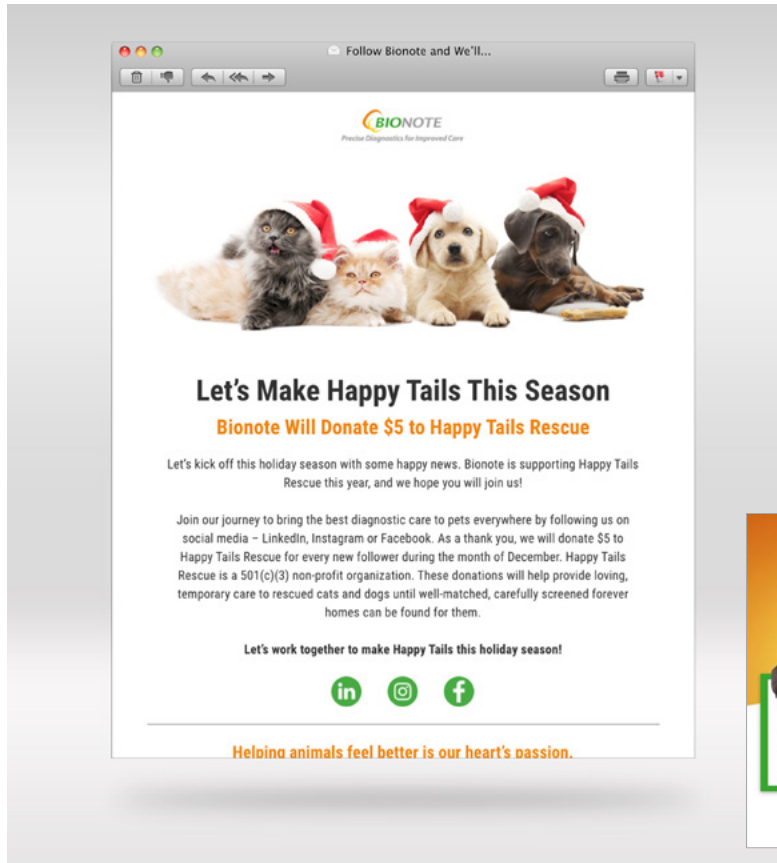 Follow Bionote and We'll...
BIONOTE
Precise Diagnostics for Improved Care
Let's Make Happy Tails This Season
Bionote Will Donate $5 to Happy Tails Rescue
Let's kick off this holiday season with some happy news. Bionote is supporting Happy Tails
Rescue this year, and we hope you will join us!
Join our journey to bring the best diagnostic care to pets everywhere by following us on
social media – LinkedIn, Instagram or Facebook. As a thank you, we will donate $5 to
Happy Tails Rescue for every new follower during the month of December. Happy Tails
Rescue is a 501(c)(3) non-profit organization. These donations will help provide loving,
temporary care to rescued cats and dogs until well-matched, carefully screened forever
homes can be found for them.
Let's work together to make Happy Tails this holiday season!
in f
Helping animals feel better is our heart's passion.